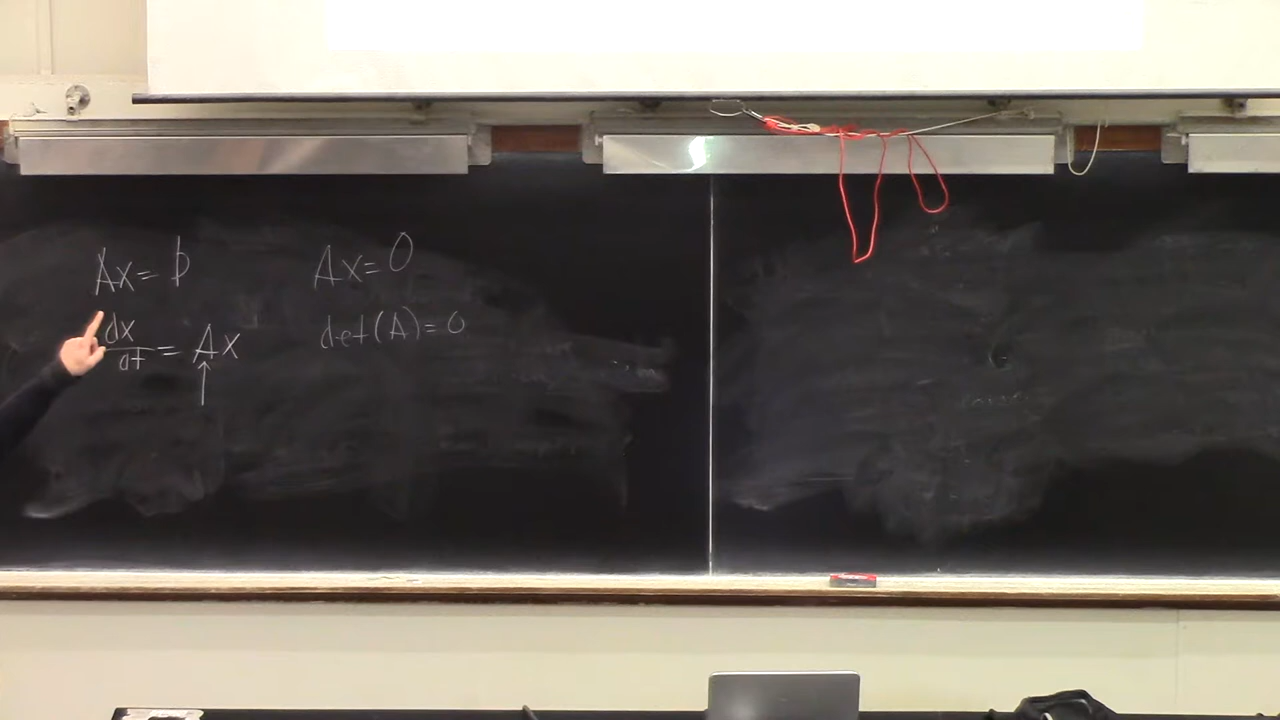 Ax = b
Ax = 0
dx/dt = Ax
det(A) = 0